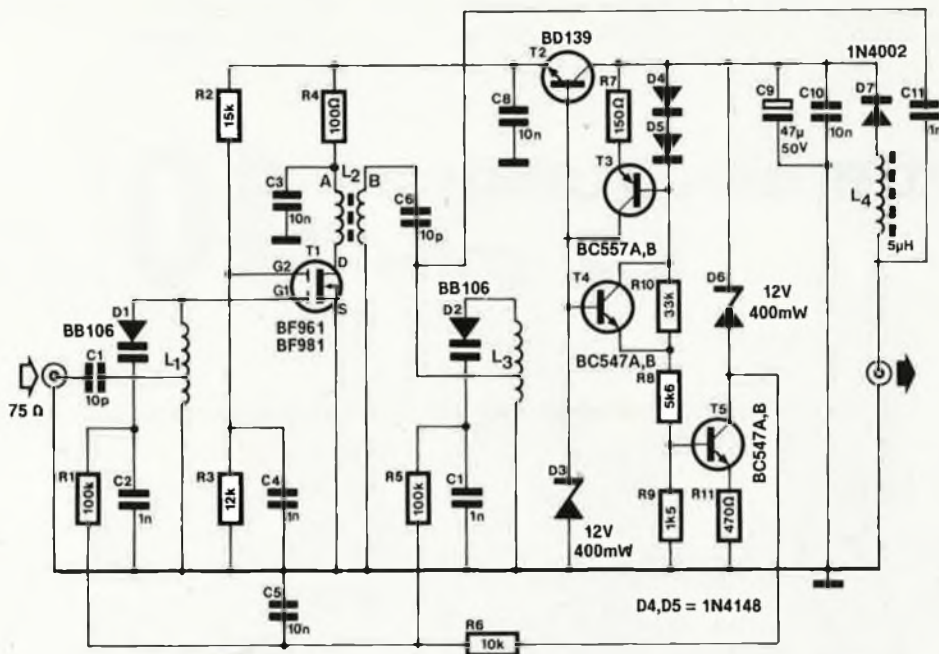 BD139
T2
1N4002
R2
15k
R4
100Ω
C8
10n
R7
150Ω
D4
D5
C9
47µ
50V
C10
10n
D7
C11
1n
A
L2
B
C3
10n
C6
10p
T3
L4
5µH
T1
D
G2
G1
S
BC557A,B
T4
R10
33k
D6
12V
400mW
D1
BB106
BF961
BF981
BB106
D2
BC547A,B
C1
10p
L1
L3
R8
5k6
75 Ω
T5
BC547A,B
R1
100k
C2
1n
R3
12k
C4
1n
R5
100k
C1
1n
D3
12V
400mW
R9
1k5
R11
470Ω
C5
10n
D4,D5 = 1N4148
R6
10k